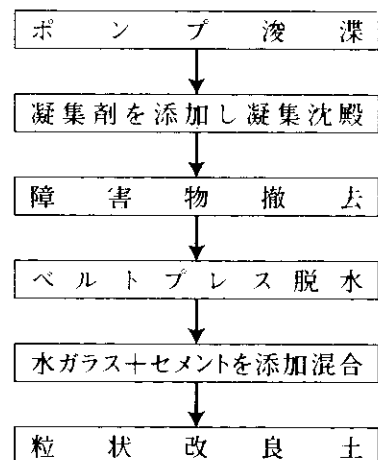 ポンプ浚渫
凝集剤を添加し凝集沈殿
障害物撤去
ベルトプレス脱水
水ガラス+セメントを添加混合
粒状改良土